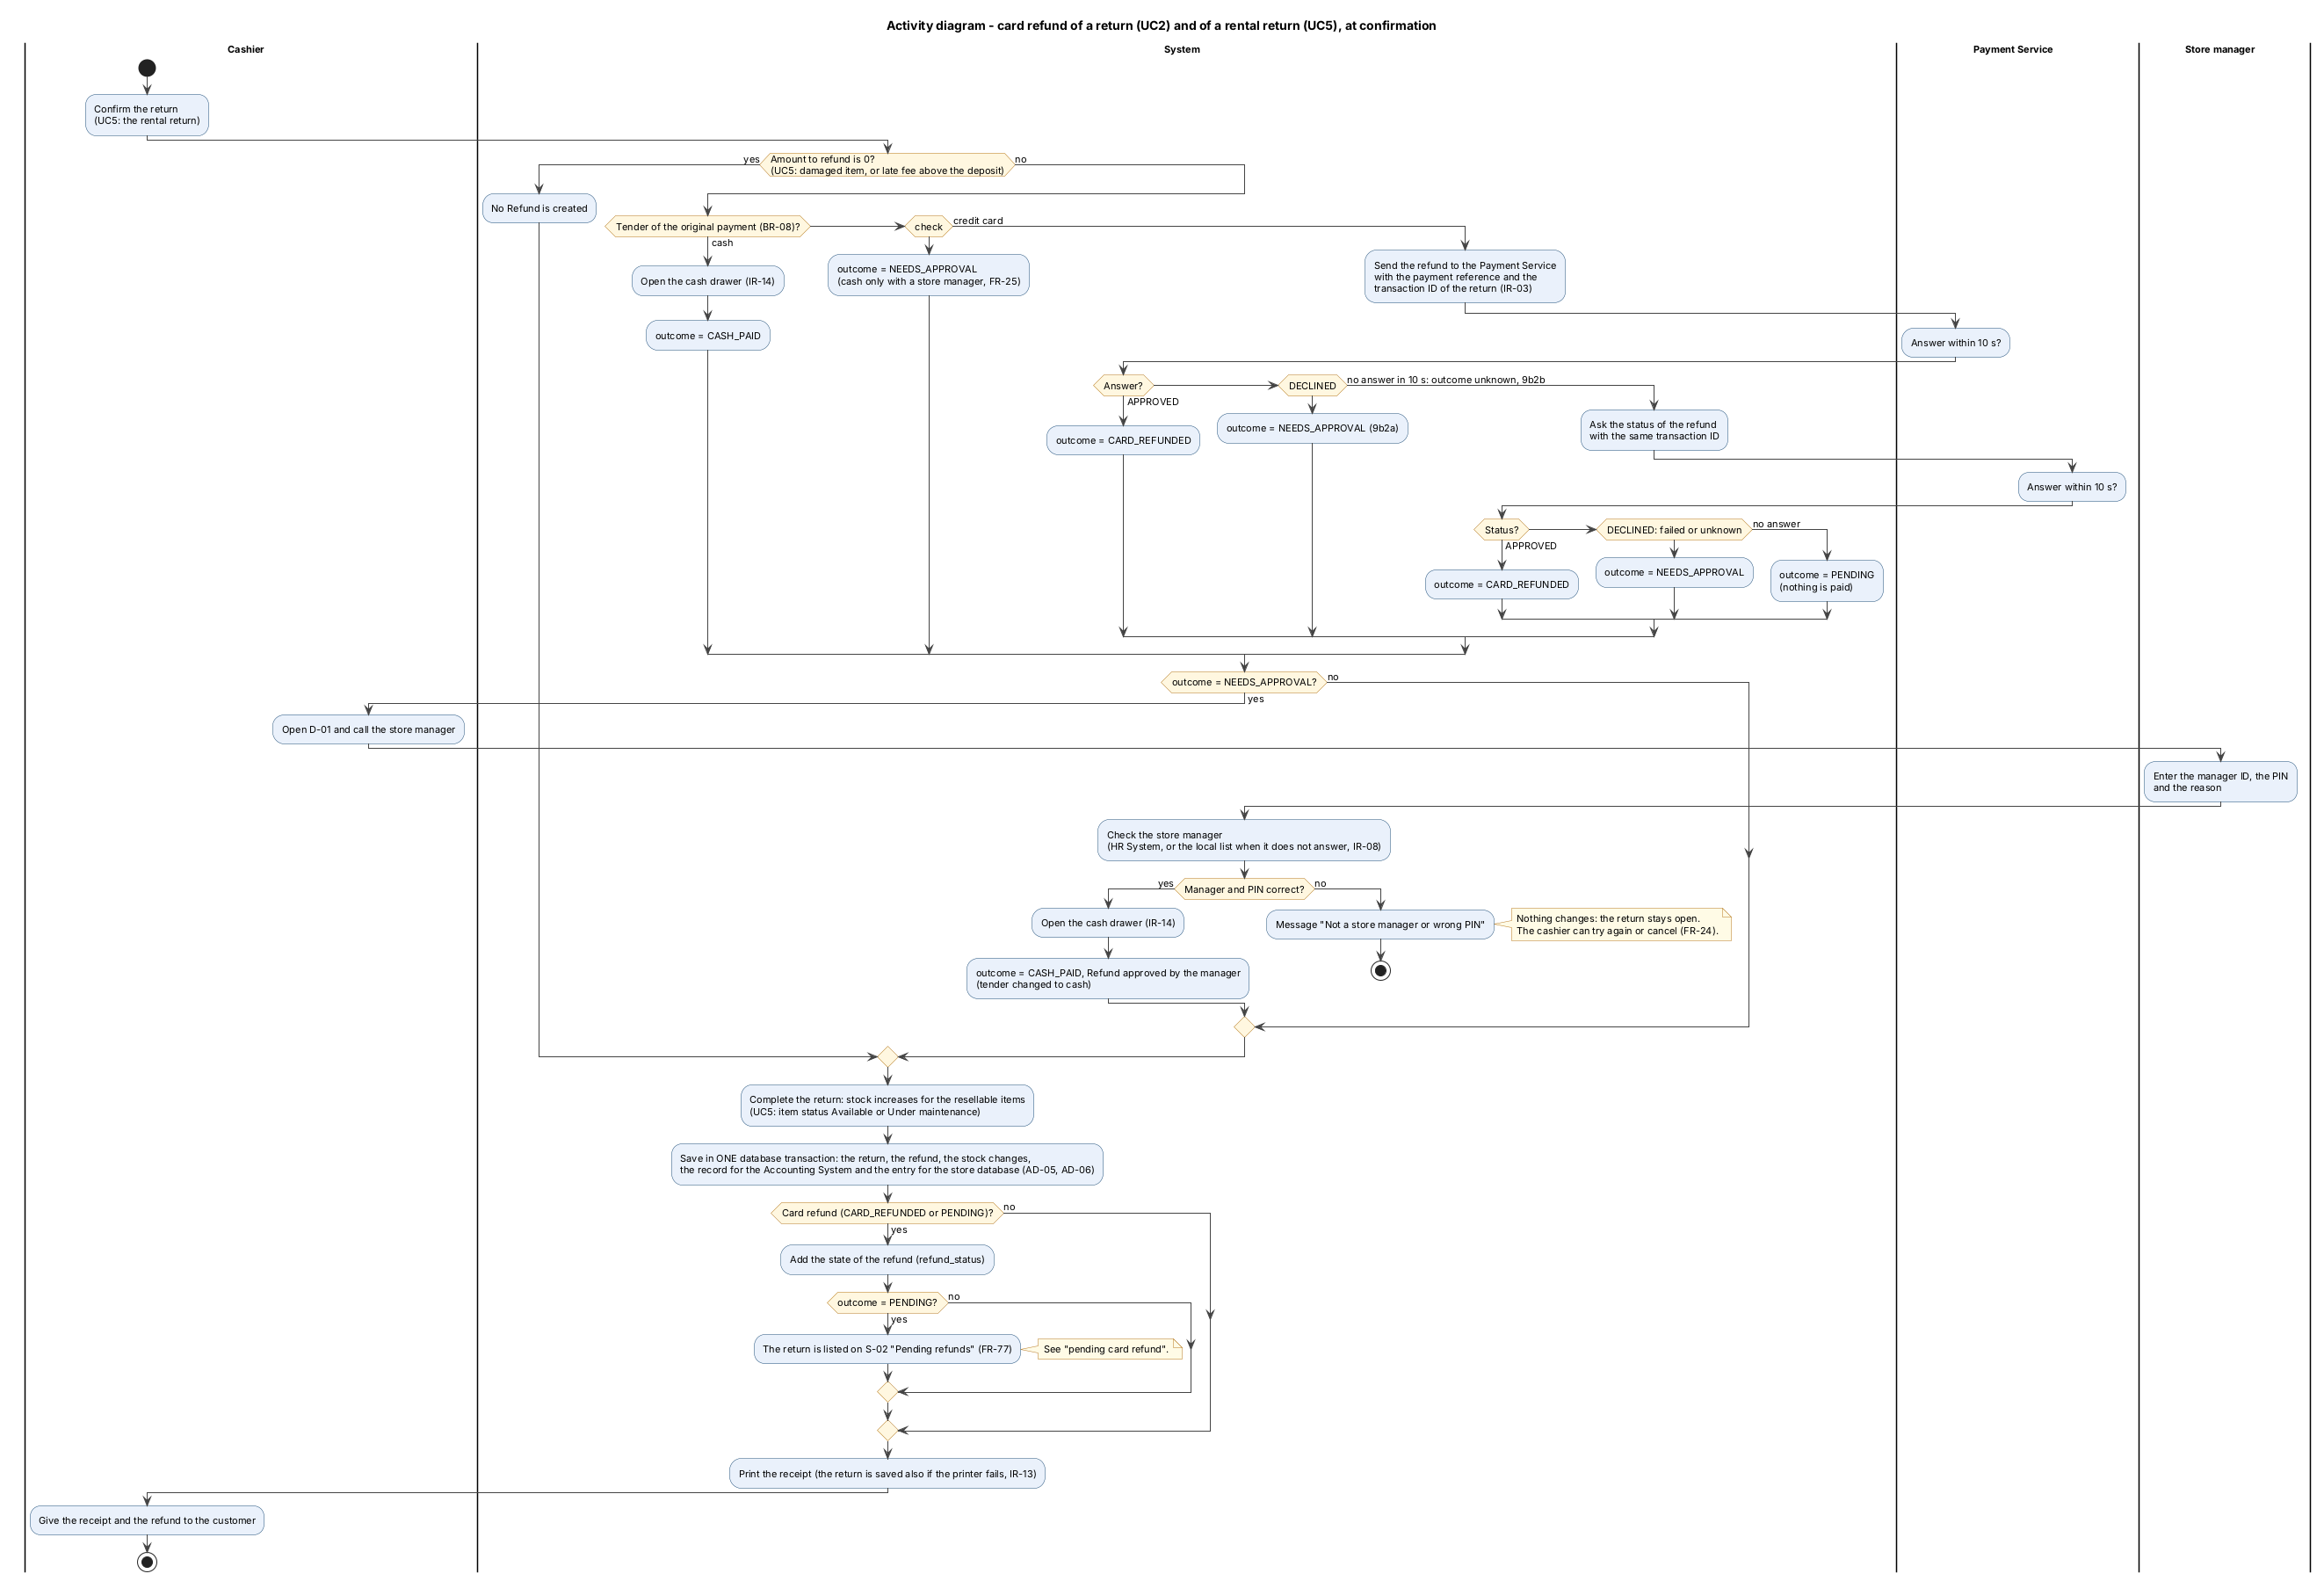 Activity diagram - card refund of a return (UC2) and of a rental return (UC5), at confirmation
Cashier
System
Payment Service
Store manager
Confirm the return
(UC5: the rental return)
yes
Amount to refund is 0?
(UC5: damaged item, or late fee above the deposit)
no
No Refund is created
Tender of the original payment (BR-08)?
cash
check
credit card
Open the cash drawer (IR-14)
outcome = CASH_PAID
outcome = NEEDS_APPROVAL
(cash only with a store manager, FR-25)
Send the refund to the Payment Service
with the payment reference and the
transaction ID of the return (IR-03)
Answer within 10 s?
Answer?
APPROVED
DECLINED
no answer in 10 s: outcome unknown, 9b2b
outcome = CARD_REFUNDED
outcome = NEEDS_APPROVAL (9b2a)
Ask the status of the refund
with the same transaction ID
Answer within 10 s?
Status?
APPROVED
DECLINED: failed or unknown
no answer
outcome = CARD_REFUNDED
outcome = NEEDS_APPROVAL
outcome = PENDING
(nothing is paid)
outcome = NEEDS_APPROVAL?
no
yes
Open D-01 and call the store manager
Enter the manager ID, the PIN
and the reason
Check the store manager
(HR System, or the local list when it does not answer, IR-08)
yes
Manager and PIN correct?
no
Open the cash drawer (IR-14)
Message "Not a store manager or wrong PIN"
Nothing changes: the return stays open.
The cashier can try again or cancel (FR-24).
outcome = CASH_PAID, Refund approved by the manager
(tender changed to cash)
Complete the return: stock increases for the resellable items
(UC5: item status Available or Under maintenance)
Save in ONE database transaction: the return, the refund, the stock changes,
the record for the Accounting System and the entry for the store database (AD-05, AD-06)
Card refund (CARD_REFUNDED or PENDING)?
no
yes
Add the state of the refund (refund_status)
outcome = PENDING?
no
yes
The return is listed on S-02 "Pending refunds" (FR-77)
See "pending card refund".
Print the receipt (the return is saved also if the printer fails, IR-13)
Give the receipt and the refund to the customer